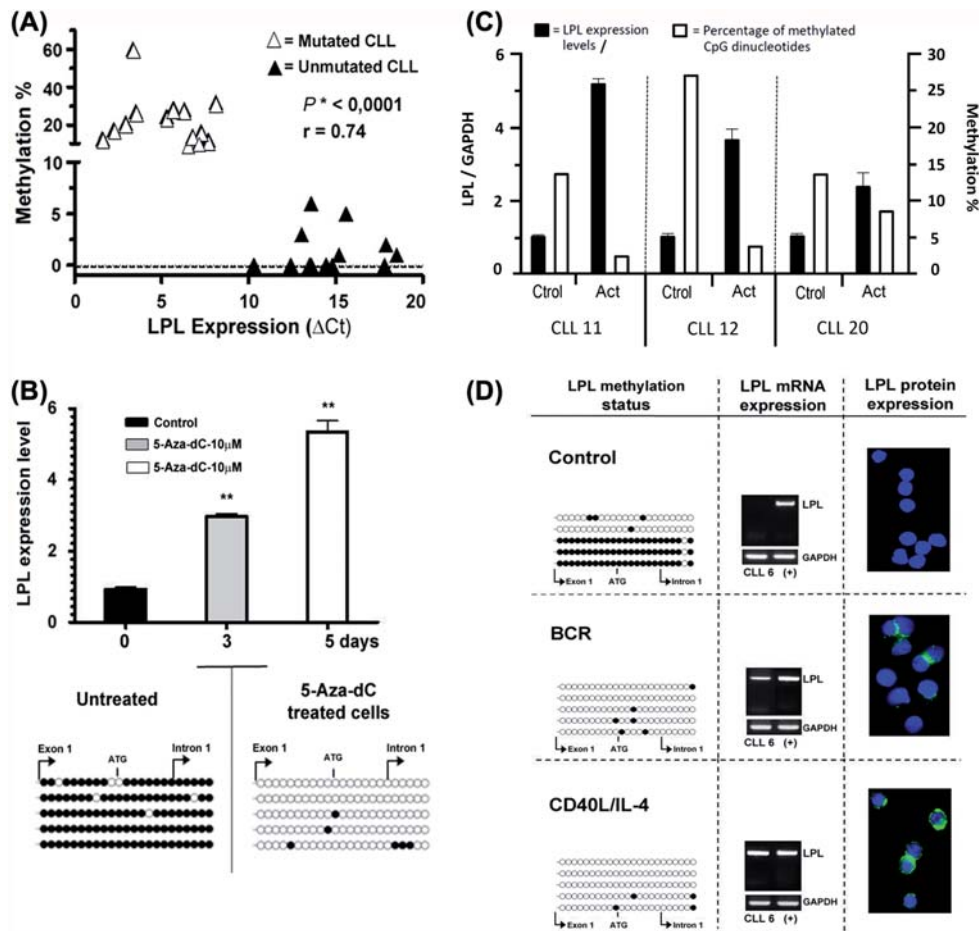 (A)
Methylation %
60
40
20
10
5
0
0 5 10 15 20
LPL Expression (ΔCt)
△= Mutated CLL
▲= Unmutated CLL
P * < 0,0001
r = 0.74
(C)
■= LPL expression levels /
□= Percentage of methylated CpG dinucleotides
LPL / GAPDH
6
4
2
0
30
25
20
15
10
5
0
Methylation %
Ctrol Act Ctrol Act Ctrol Act
CLL 11 CLL 12 CLL 20
(B)
LPL expression level
6
4
2
0
Control
5-Aza-dC-10μM
5-Aza-dC-10μM
**
**
0 3 5 days
Untreated
5-Aza-dC
treated cells
Exon 1 ATG Intron 1
Exon 1 ATG Intron 1
(D)
LPL methylation
status
LPL mRNA
expression
LPL protein
expression
Control
LPL
GAPDH
CLL 6 (+)
Exon 1 ATG Intron 1
BCR
LPL
GAPDH
CLL 6 (+)
Exon 1 ATG Intron 1
CD40L/IL-4
LPL
GAPDH
CLL 6 (+)
Exon 1 ATG Intron 1